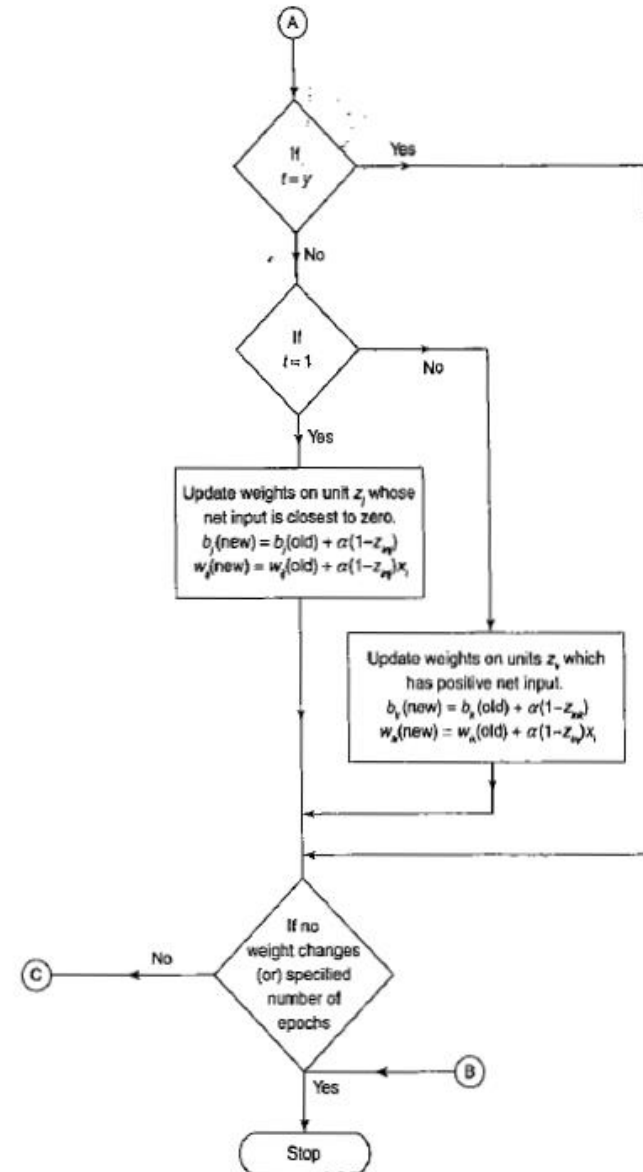 A
If
t = y
Yes
No
If
t = 1
No
Yes
Update weights on unit z_j whose
net input is closest to zero.
b_j(new) = b_j(old) + α(1–z_inj)
w_ij(new) = w_ij(old) + α(1–z_inj)x_i
Update weights on units z_k which
has positive net input.
b_k(new) = b_k(old) + α(1–z_ink)
w_ik(new) = w_ik(old) + α(1–z_inj)x_i
If no
weight changes
(or) specified
number of
epochs
No
C
B
Yes
Stop